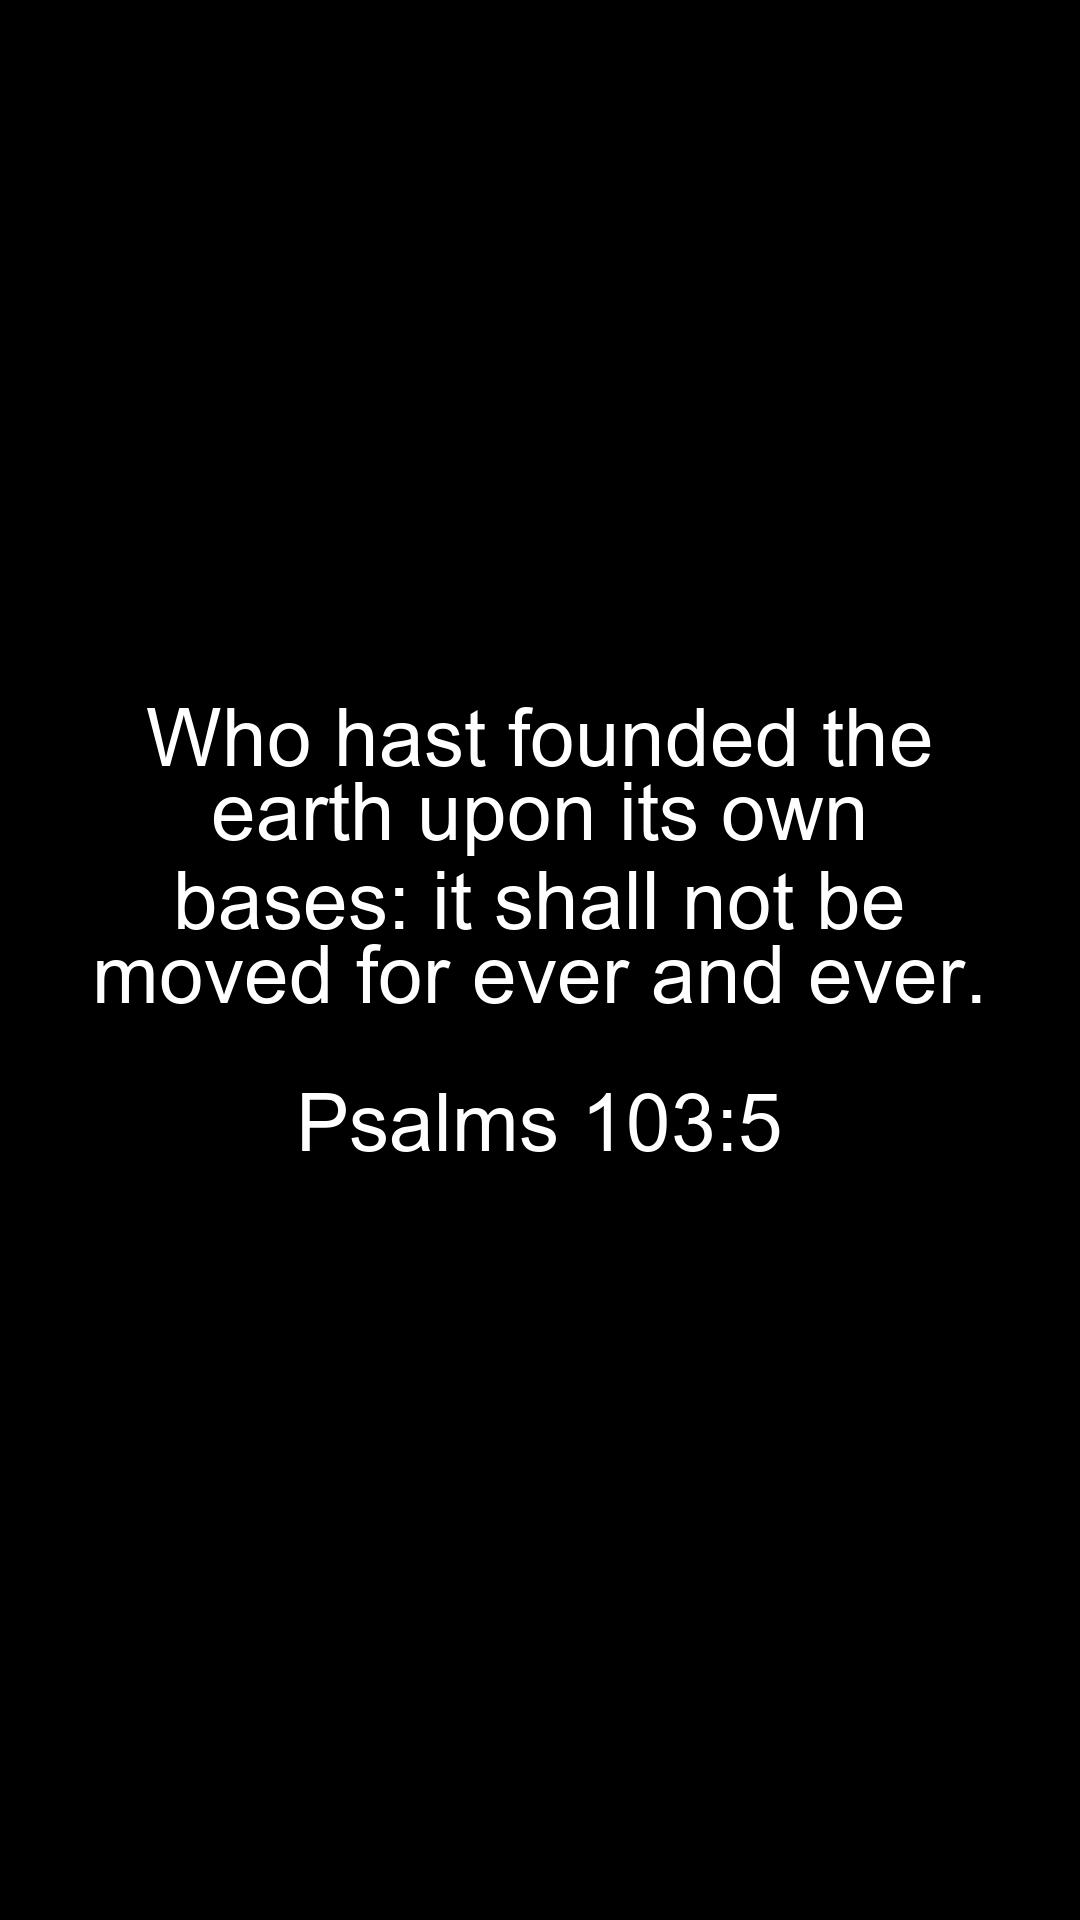 Who hast founded the
earth upon its own
bases: it shall not be
moved for ever and ever.
Psalms 103:5